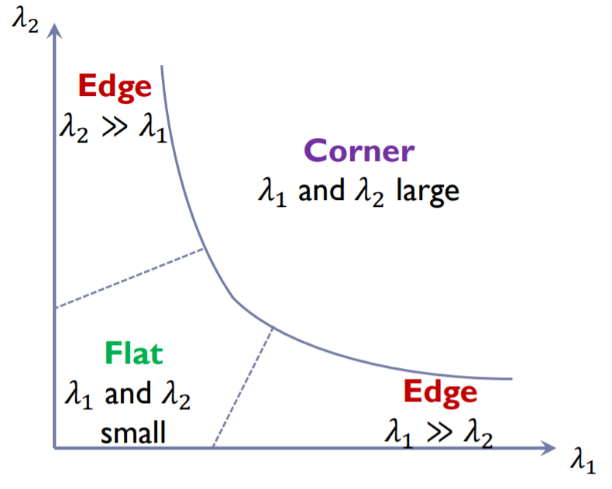 λ₂
Edge
λ₂ ≫ λ₁
Corner
λ₁ and λ₂ large
Flat
λ₁ and λ₂
small
Edge
λ₁ ≫ λ₂
λ₁